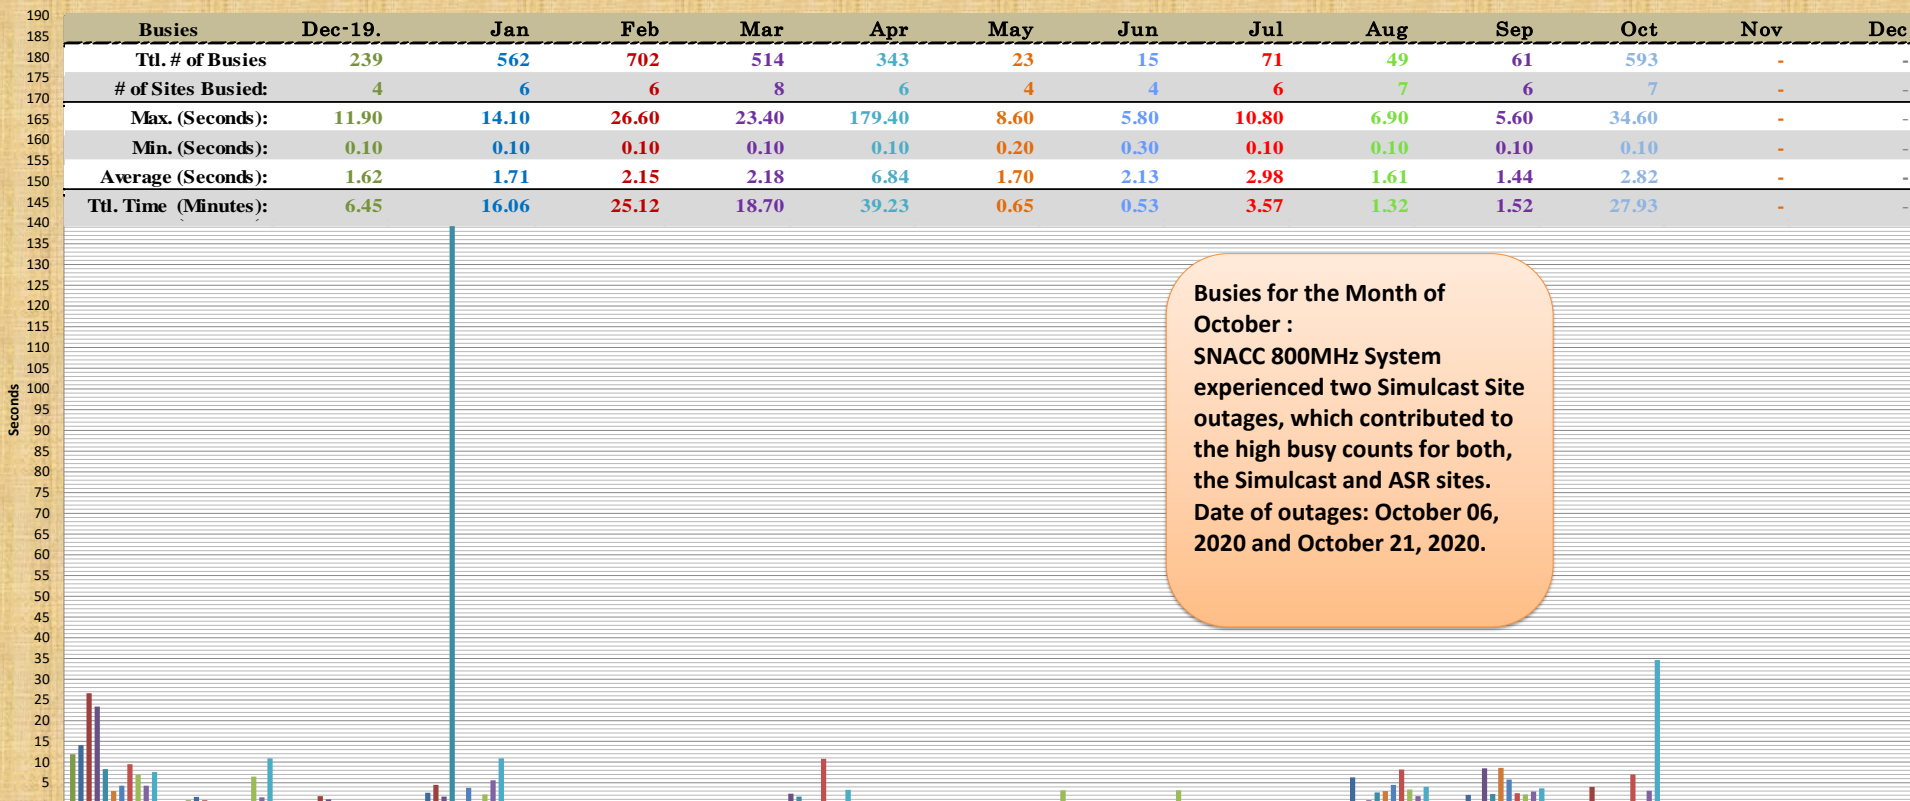 Busies Dec-19. Jan Feb Mar Apr May Jun Jul Aug Sep Oct Nov Dec
Ttl. # of Busies 239 562 702 514 343 23 15 71 49 61 593 - -
# of Sites Busied: 4 6 6 8 6 4 4 6 7 6 7 - -
Max. (Seconds): 11.90 14.10 26.60 23.40 179.40 8.60 5.80 10.80 6.90 5.60 34.60 - -
Min. (Seconds): 0.10 0.10 0.10 0.10 0.10 0.20 0.30 0.10 0.10 0.10 0.10 - -
Average (Seconds): 1.62 1.71 2.15 2.18 6.84 1.70 2.13 2.98 1.61 1.44 2.82 - -
Ttl. Time (Minutes): 6.45 16.06 25.12 18.70 39.23 0.65 0.53 3.57 1.32 1.52 27.93 - -
190
185
180
175
170
165
160
155
150
145
140
135
130
125
120
115
110
105
100
95
90
85
80
75
70
65
60
55
50
45
40
35
30
25
20
15
10
5
Seconds
Busies for the Month of
October :
SNACC 800MHz System
experienced two Simulcast Site
outages, which contributed to
the high busy counts for both,
the Simulcast and ASR sites.
Date of outages: October 06,
2020 and October 21, 2020.